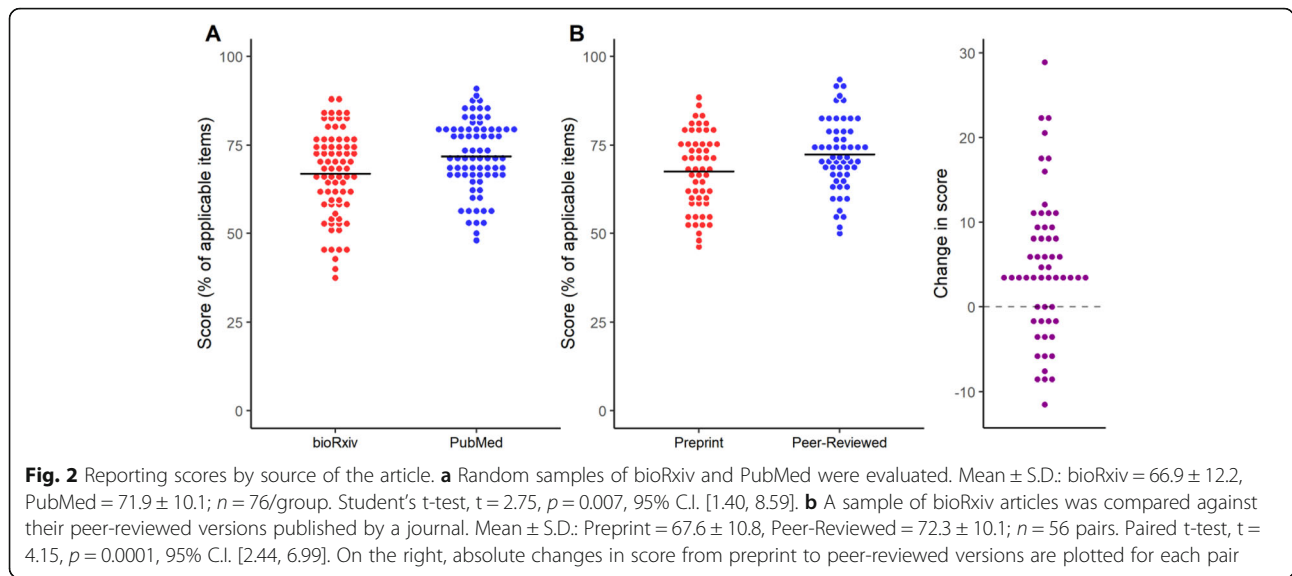 A
B
100
75
50
25
0
Score (% of applicable items)
bioRxiv
PubMed
100
75
50
25
0
Score (% of applicable items)
Preprint
Peer-Reviewed
30
20
10
0
-10
Change in score
Fig. 2 Reporting scores by source of the article. a Random samples of bioRxiv and PubMed were evaluated. Mean ± S.D.: bioRxiv = 66.9 ± 12.2,
PubMed = 71.9 ± 10.1; n = 76/group. Student's t-test, t = 2.75, p = 0.007, 95% C.I. [1.40, 8.59]. b A sample of bioRxiv articles was compared against
their peer-reviewed versions published by a journal. Mean ± S.D.: Preprint = 67.6 ± 10.8, Peer-Reviewed = 72.3 ± 10.1; n = 56 pairs. Paired t-test, t =
4.15, p = 0.0001, 95% C.I. [2.44, 6.99]. On the right, absolute changes in score from preprint to peer-reviewed versions are plotted for each pair